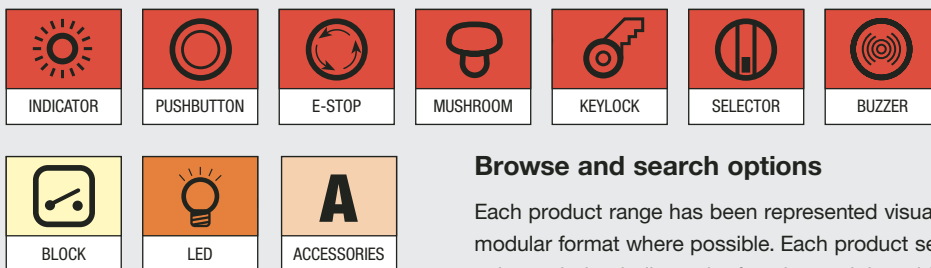 INDICATOR
PUSHBUTTON
E-STOP
MUSHROOM
KEYLOCK
SELECTOR
BUZZER
A
BLOCK
LED
ACCESSORIES
Browse and search options
Each product range has been represented visua
modular format where possible. Each product se